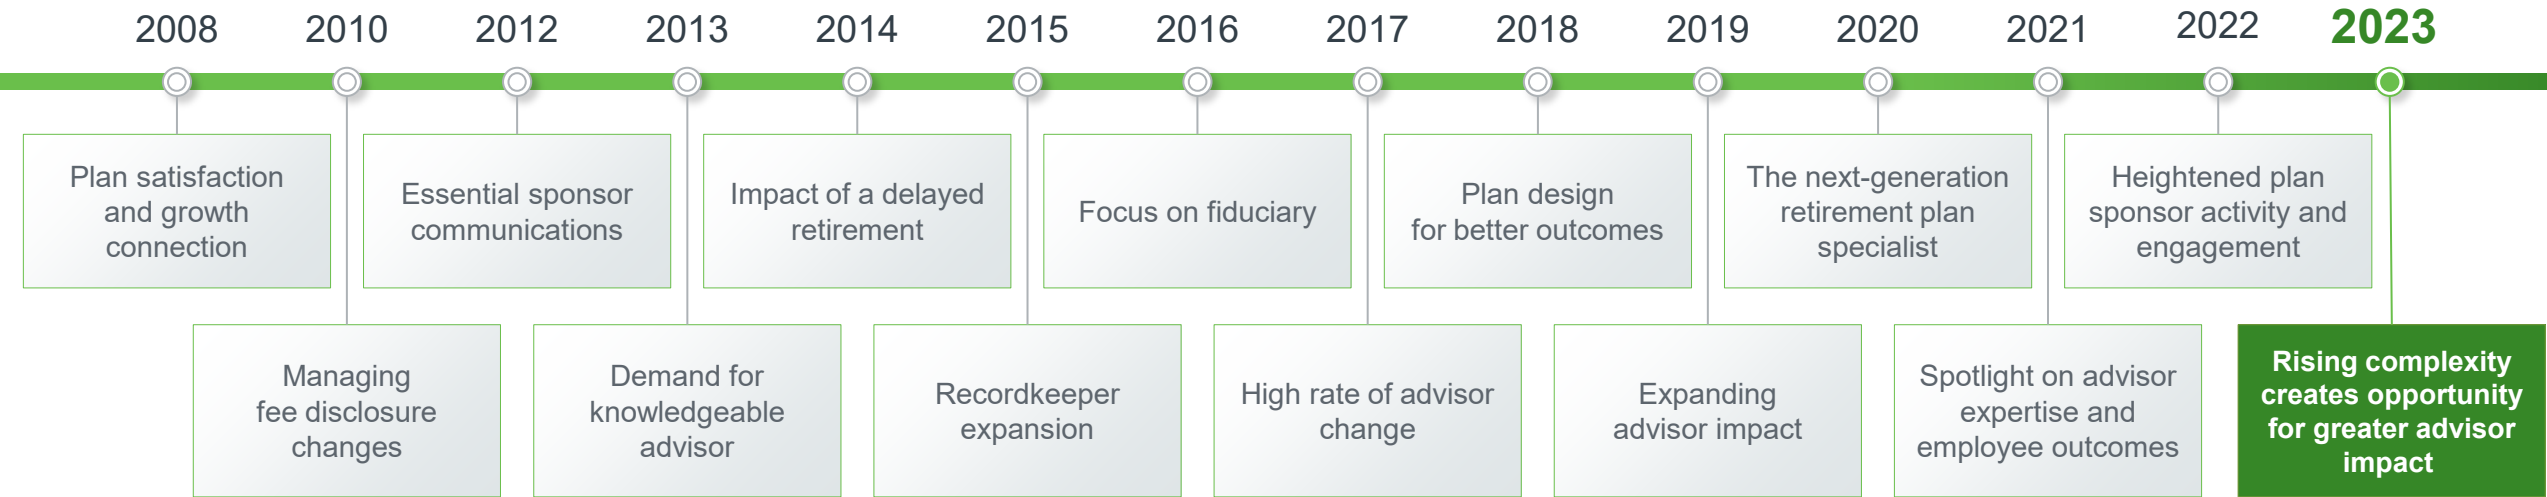 2008
2010
2012
2013
2014
2015
2016
2017
2018
2019
2020
2021
2022
2023
Plan satisfaction
and growth
connection
Essential sponsor
communications
Impact of a delayed
retirement
Focus on fiduciary
Plan design
for better outcomes
The next-generation
retirement plan
specialist
Heightened plan
sponsor activity and
engagement
Managing
fee disclosure
changes
Demand for
knowledgeable
advisor
Recordkeeper
expansion
High rate of advisor
change
Expanding
advisor impact
Spotlight on advisor
expertise and
employee outcomes
Rising complexity
creates opportunity
for greater advisor
impact